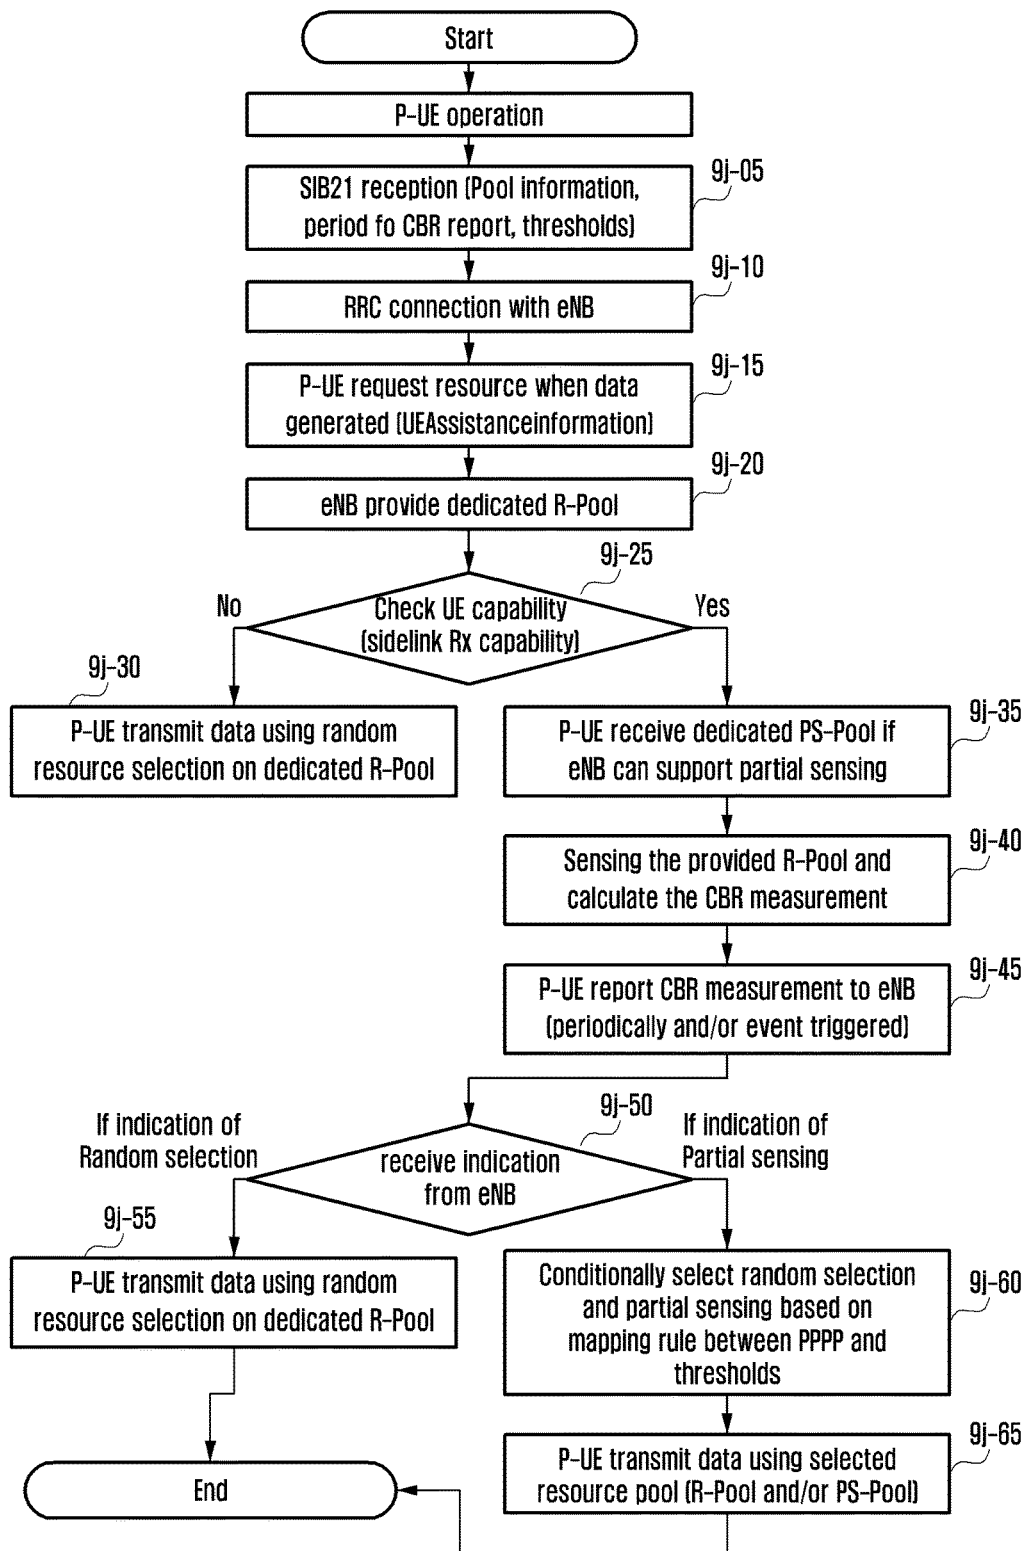 Start
P-UE operation
9j-05
SIB21 reception (Pool information,
period fo CBR report, thresholds)
9j-10
RRC connection with eNB
9j-15
P-UE request resource when data
generated (UEAssistanceinformation)
9j-20
eNB provide dedicated R-Pool
9j-25
No
Check UE capability
(sidelink Rx capability)
Yes
9j-30
P-UE transmit data using random
resource selection on dedicated R-Pool
9j-35
P-UE receive dedicated PS-Pool if
eNB can support partial sensing
9j-40
Sensing the provided R-Pool and
calculate the CBR measurement
9j-45
P-UE report CBR measurement to eNB
(periodically and/or event triggered)
9j-50
If indication of
Random selection
receive indication
from eNB
If indication of
Partial sensing
9j-55
P-UE transmit data using random
resource selection on dedicated R-Pool
9j-60
Conditionally select random selection
and partial sensing based on
mapping rule between PPPP and
thresholds
9j-65
P-UE transmit data using selected
resource pool (R-Pool and/or PS-Pool)
End